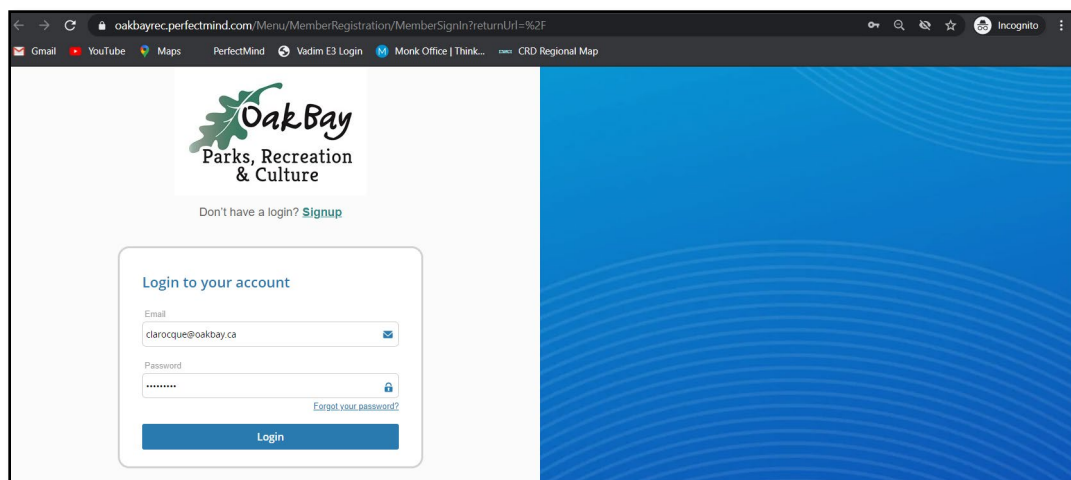 oakbayrec.perfectmind.com/Menu/MemberRegistration/MemberSignIn?returnUrl=%2F
Incognito
Gmail YouTube Maps PerfectMind Vadim E3 Login Monk Office | Think... CRD Regional Map
Oak Bay
Parks, Recreation
& Culture
Don't have a login? Signup
Login to your account
Email
clarocque@oakbay.ca
Password
•••••••••
Forgot your password?
Login